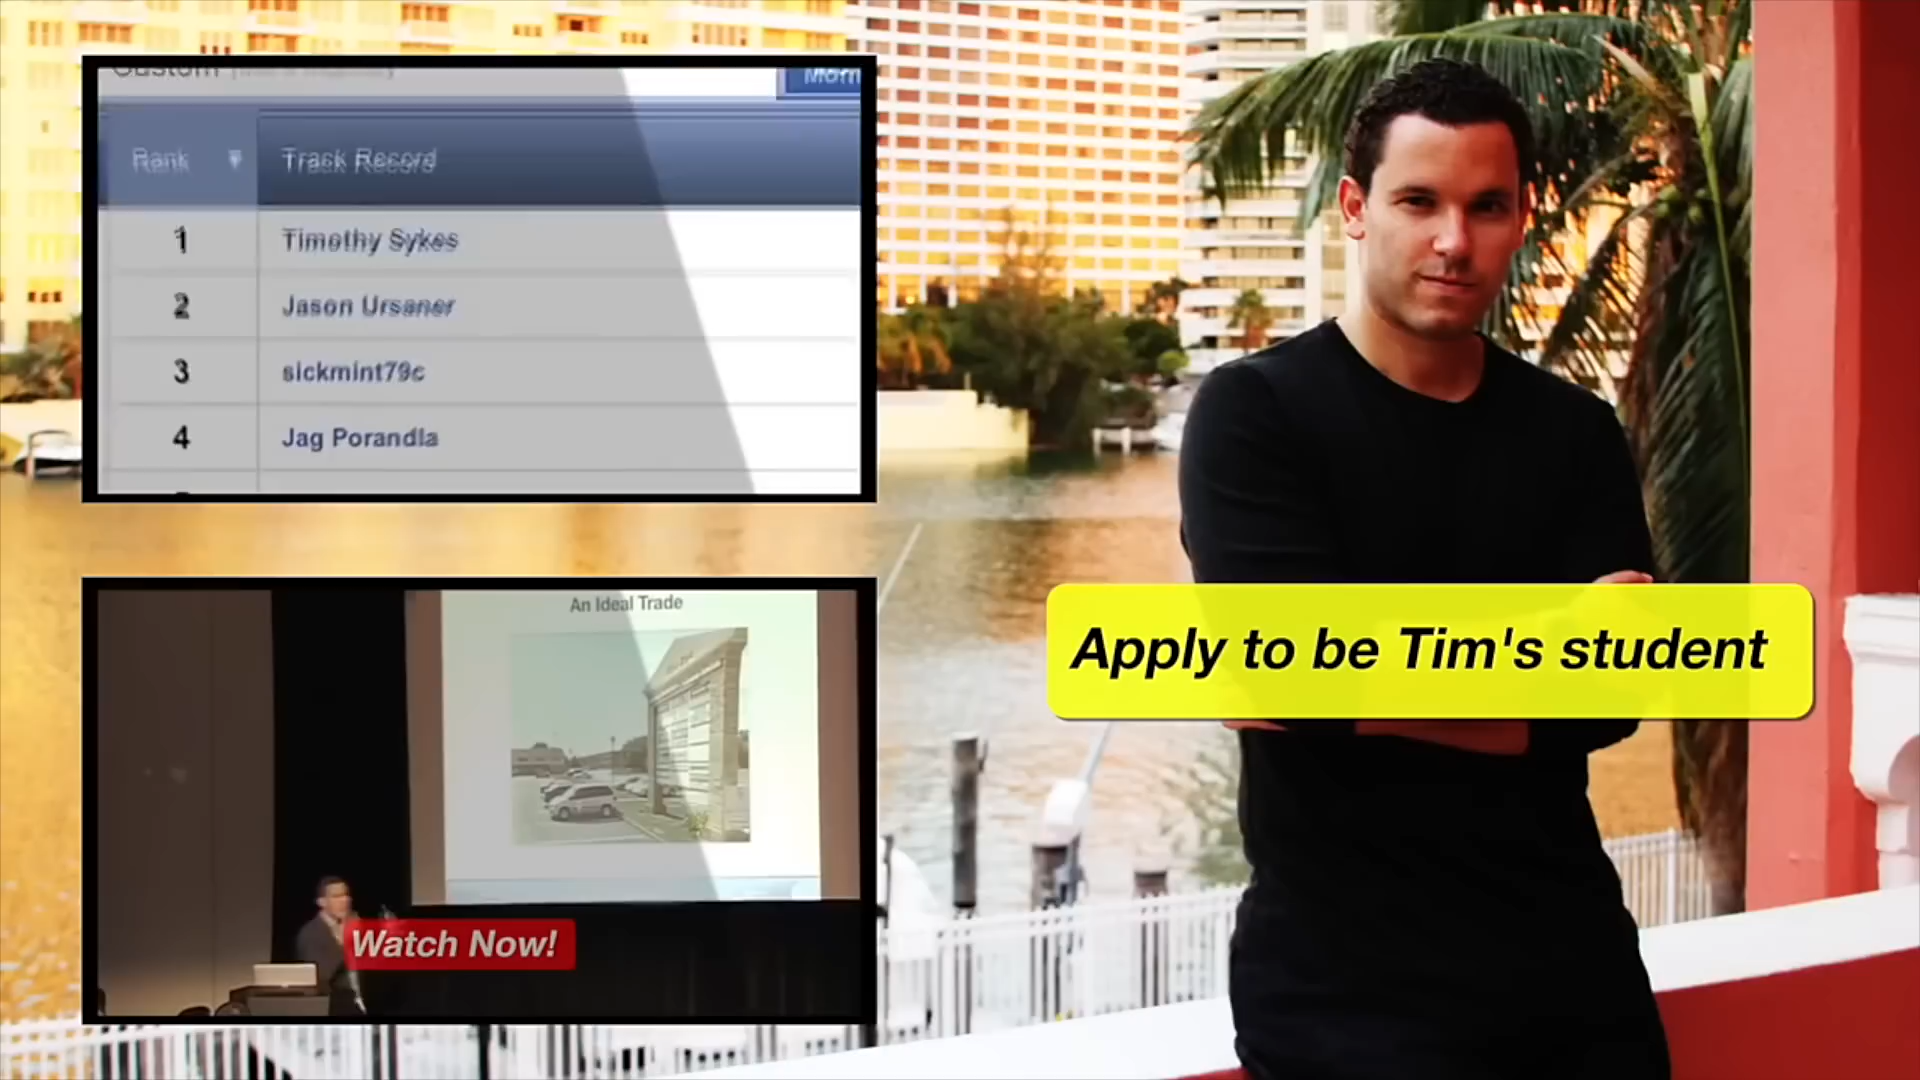 Custom
Rank Track Record
1 Timothy Sykes
2 Jason Ursaner
3 sickmint79c
4 Jag Porandla
An Ideal Trade
Watch Now!
Apply to be Tim's student